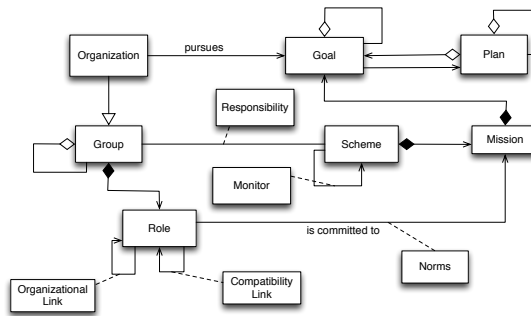 Organization
pursues
Goal
Plan
Responsibility
Group
Scheme
Mission
Monitor
Role
is committed to
Organizational
Link
Compatibility
Link
Norms